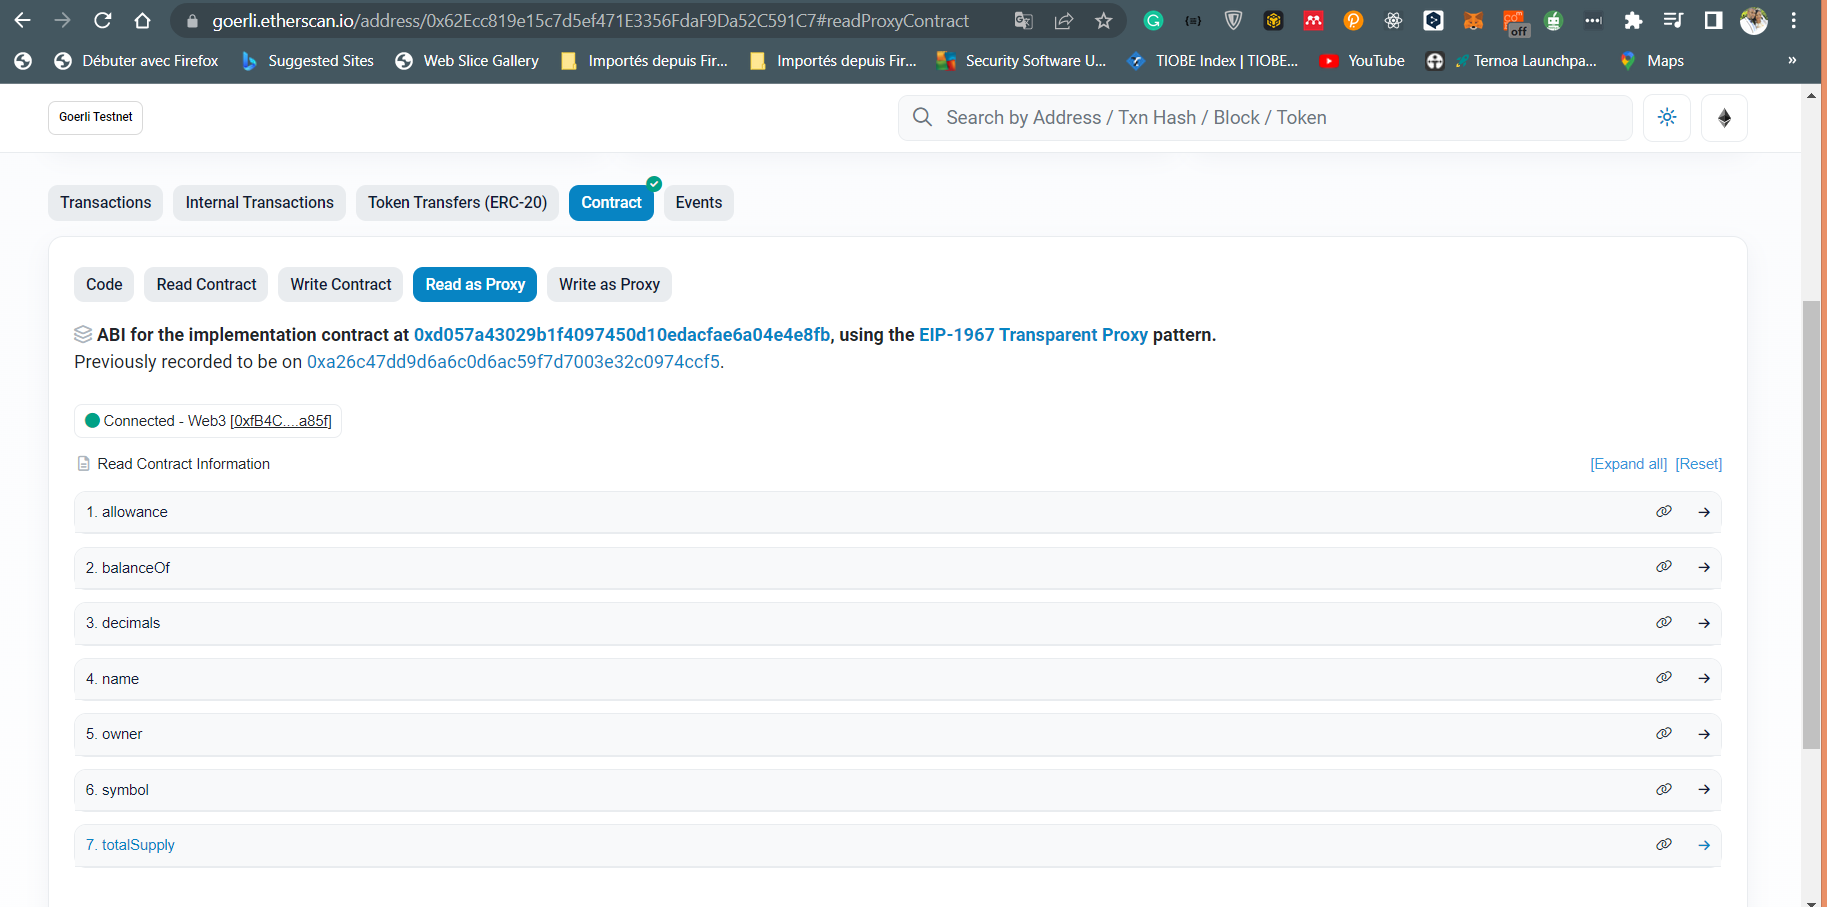 goerli.etherscan.io/address/0x62Ecc819e15c7d5ef471E3356FdaF9Da52C591C7#readProxyContract
off
Débuter avec Firefox Suggested Sites Web Slice Gallery Importés depuis Fir... Importés depuis Fir... Security Software U... TIOBE Index | TIOBE... YouTube Ternoa Launchpa... Maps »
Goerli Testnet
Search by Address / Txn Hash / Block / Token
Transactions Internal Transactions Token Transfers (ERC-20) Contract Events
Code Read Contract Write Contract Read as Proxy Write as Proxy
ABI for the implementation contract at 0xd057a43029b1f4097450d10edacfae6a04e4e8fb, using the EIP-1967 Transparent Proxy pattern.
Previously recorded to be on 0xa26c47dd9d6a6c0d6ac59f7d7003e32c0974ccf5.
Connected - Web3 [0xfB4C....a85f]
Read Contract Information [Expand all] [Reset]
1. allowance
2. balanceOf
3. decimals
4. name
5. owner
6. symbol
7. totalSupply